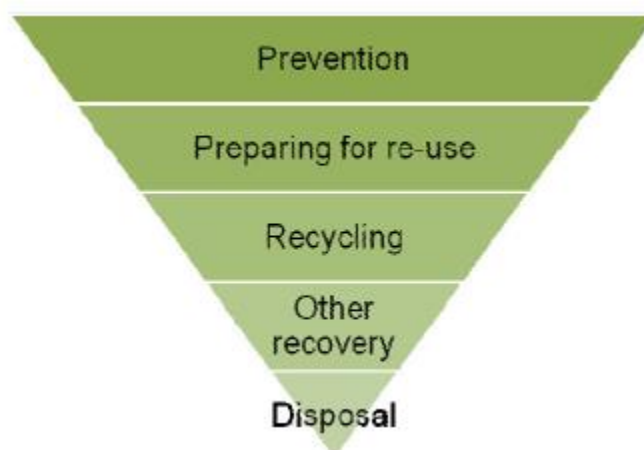 Prevention
Preparing for re-use
Recycling
Other
recovery
Disposal